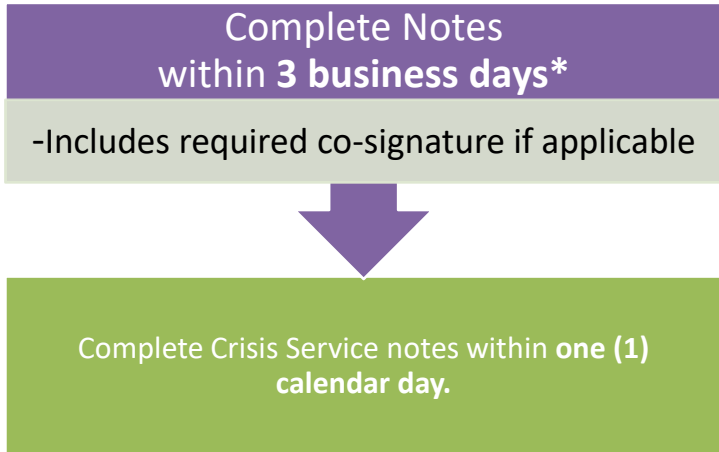 Complete Notes
within 3 business days*
-Includes required co-signature if applicable
Complete Crisis Service notes within one (1)
calendar day.